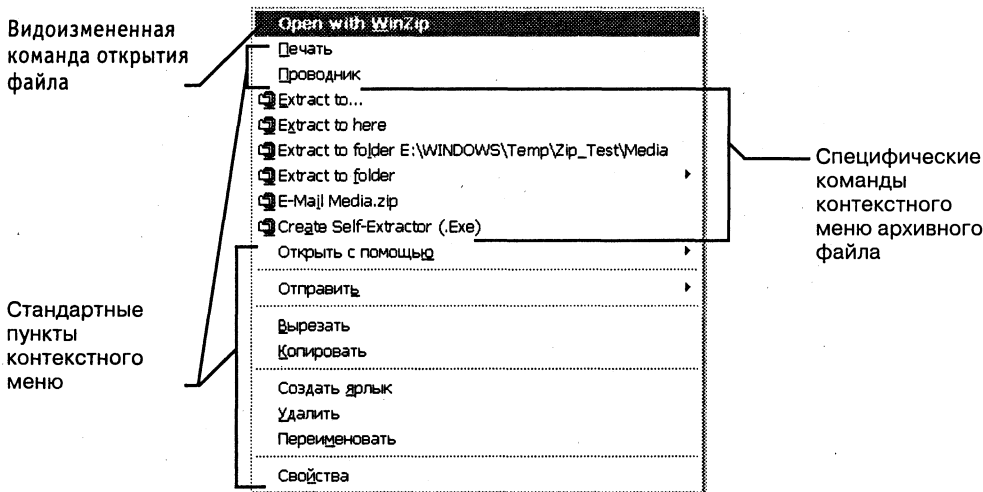 Видоизмененная
команда открытия
файла
Open with WinZip
Печать
Проводник
Extract to...
Extract to here
Extract to folder E:\WINDOWS\Temp\Zip_Test\Media
Extract to folder
E-Mail Media.zip
Create Self-Extractor (.Exe)
Открыть с помощью
Отправить
Вырезать
Копировать
Создать ярлык
Удалить
Переименовать
Свойства
Стандартные
пункты
контекстного
меню
Специфические
команды
контекстного
меню архивного
файла